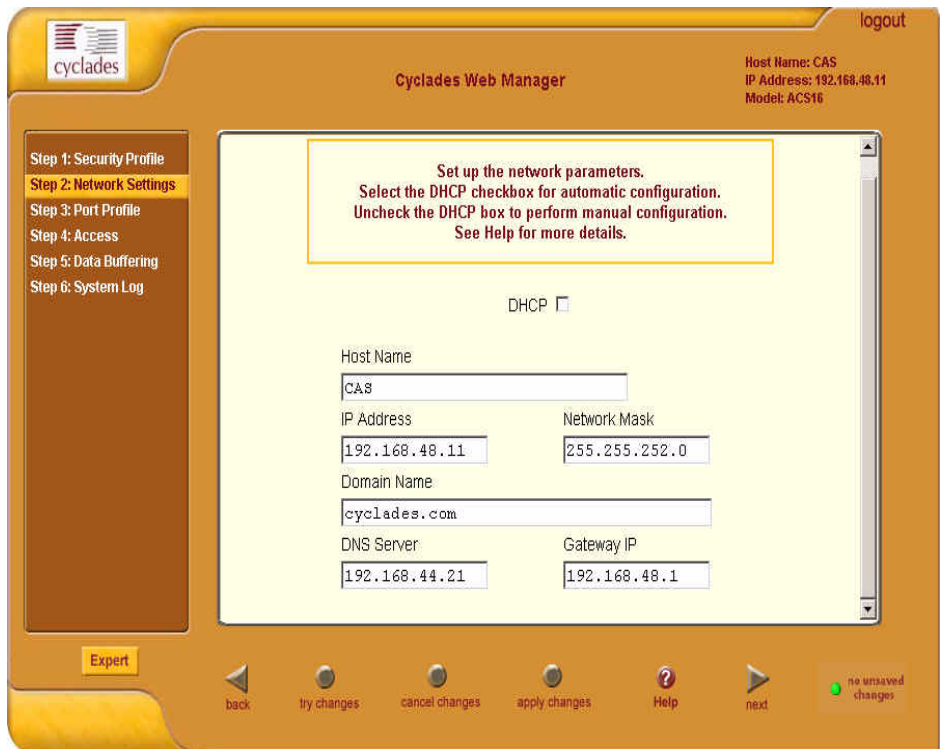 logout
cyclades
Cyclades Web Manager
Host Name: CAS
IP Address: 192.168.48.11
Model: ACS16
Step 1: Security Profile
Step 2: Network Settings
Step 3: Port Profile
Step 4: Access
Step 5: Data Buffering
Step 6: System Log
Set up the network parameters.
Select the DHCP checkbox for automatic configuration.
Uncheck the DHCP box to perform manual configuration.
See Help for more details.
DHCP
Host Name
CAS
IP Address
Network Mask
192.168.48.11
255.255.252.0
Domain Name
cyclades.com
DNS Server
Gateway IP
192.168.44.21
192.168.48.1
Expert
back
try changes
cancel changes
apply changes
?
Help
next
no unsaved
changes